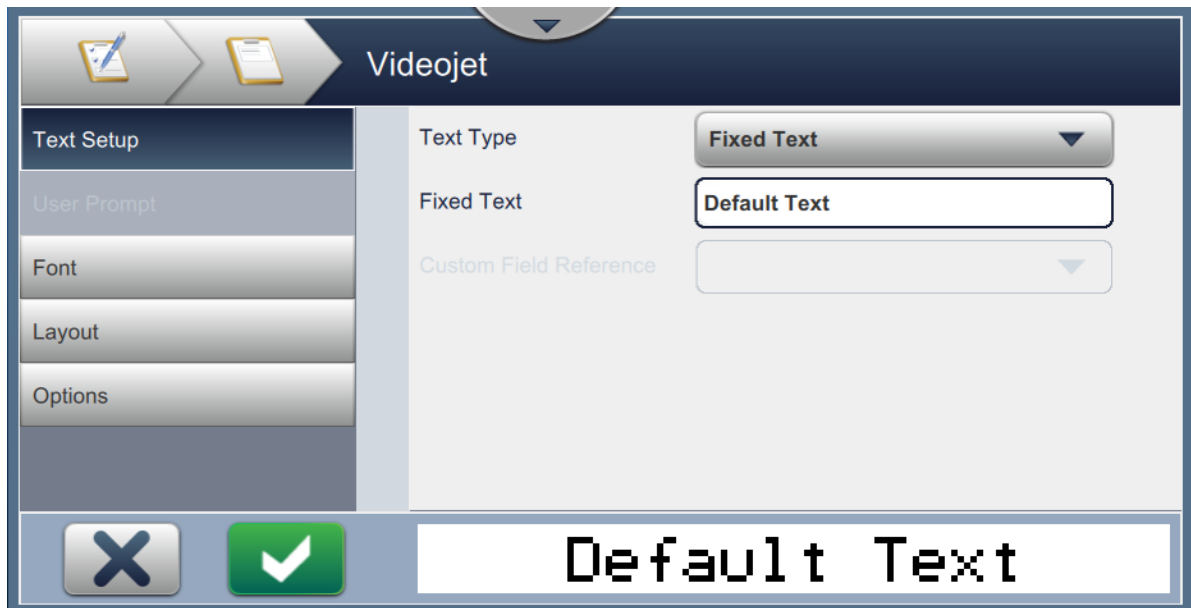 Videojet
Text Setup
User Prompt
Font
Layout
Options
Text Type
Fixed Text
Fixed Text
Default Text
Custom Field Reference
Default Text